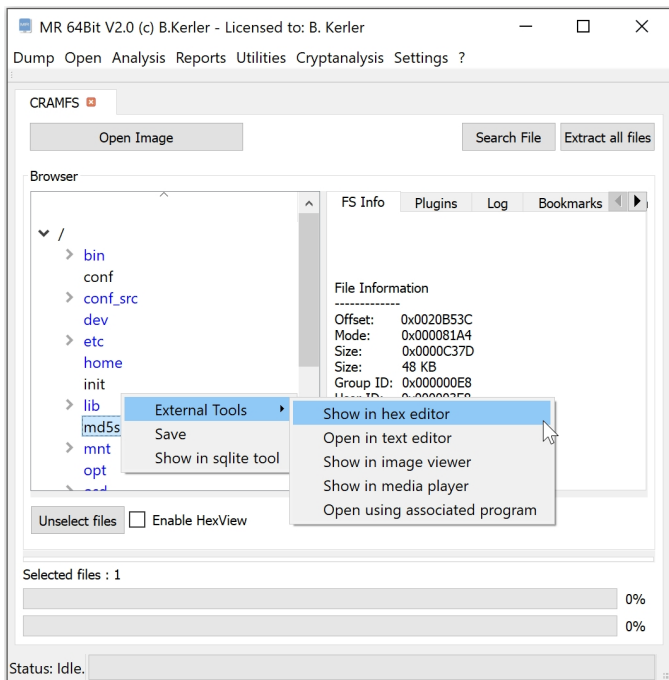 MR 64Bit V2.0 (c) B.Kerler - Licensed to: B. Kerler
Dump Open Analysis Reports Utilities Cryptanalysis Settings ?
CRAMFS
Open Image Search File Extract all files
Browser
FS Info Plugins Log Bookmarks
/
bin
conf
conf_src
dev
etc
home
init
lib
md5s
mnt
opt
File Information
-------------
Offset: 0x0020B53C
Mode: 0x000081A4
Size: 0x0000C37D
Size: 48 KB
Group ID: 0x000000E8
External Tools
Save
Show in sqlite tool
Show in hex editor
Open in text editor
Show in image viewer
Show in media player
Open using associated program
Unselect files Enable HexView
Selected files : 1
0%
0%
Status: Idle.